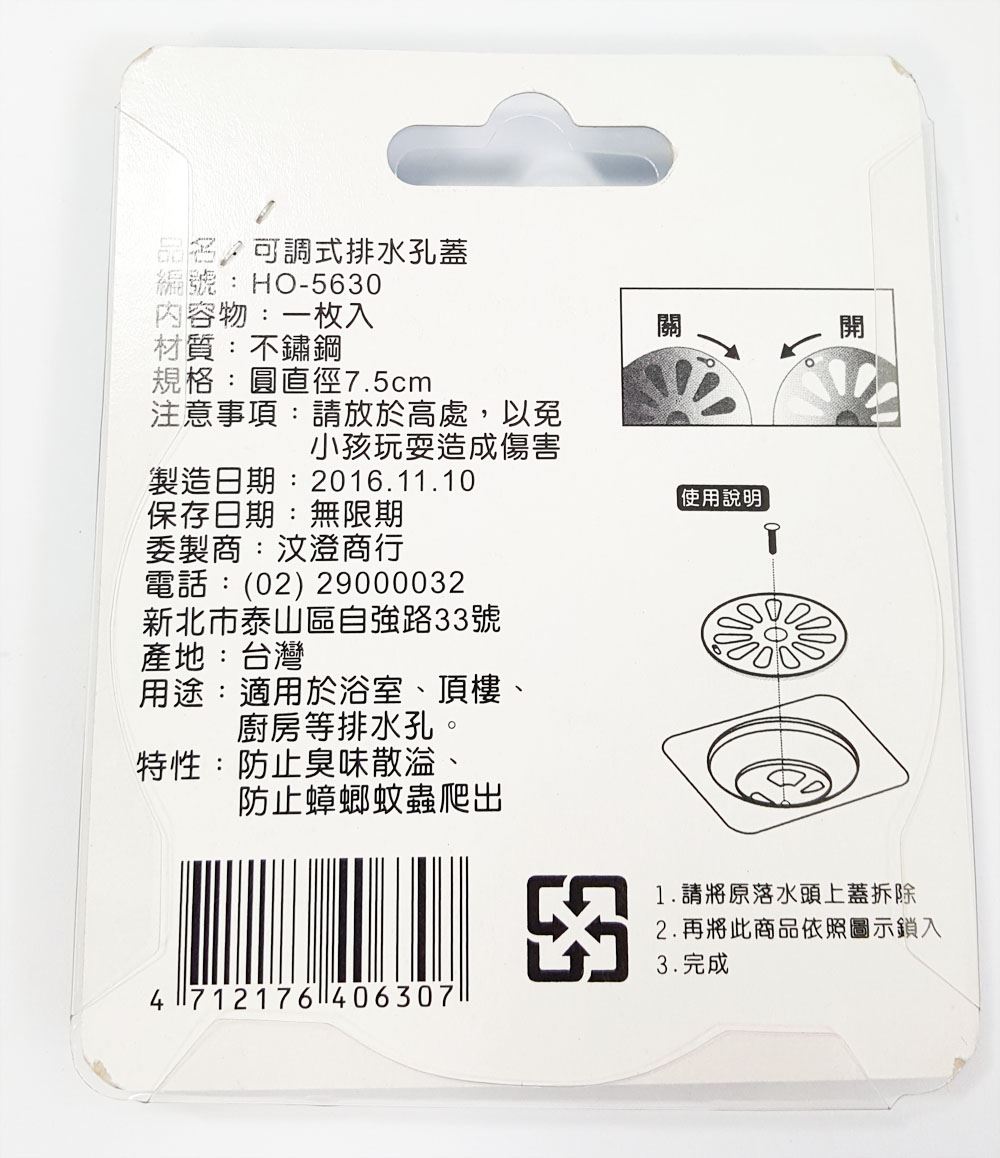 品名：可調式排水孔蓋
編號：HO-5630
內容物：一枚入
材質：不鏽鋼
規格：圓直徑7.5cm
注意事項：請放於高處，以免
小孩玩耍造成傷害
製造日期：2016.11.10
保存日期：無限期
委製商：汶澄商行
電話：(02) 29000032
新北市泰山區自強路33號
產地：台灣
用途：適用於浴室、頂樓、
廚房等排水孔。
特性：防止臭味散溢、
防止蟑螂蚊蟲爬出
4 712176 406307
關
開
使用說明
1.請將原落水頭上蓋拆除
2.再將此商品依照圖示鎖入
3.完成